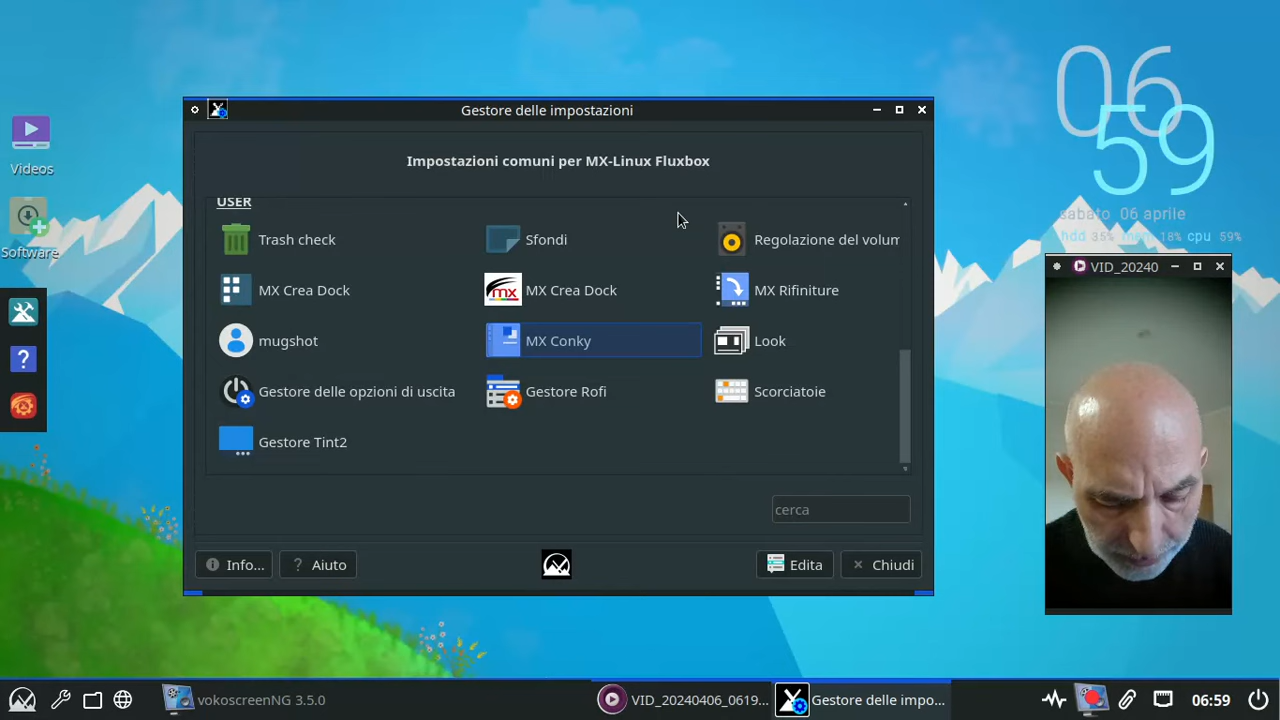 Videos
Software
Gestore delle impostazioni
Impostazioni comuni per MX-Linux Fluxbox
USER
Trash check
Sfondi
Regolazione del volum
MX Crea Dock
mx
MX Crea Dock
MX Rifiniture
mugshot
MX Conky
Look
Gestore delle opzioni di uscita
Gestore Rofi
Scorciatoie
Gestore Tint2
cerca
Info...
? Aiuto
Edita
Chiudi
06
59
sabato 06 aprile
hdd 35% mem 18% cpu 59%
VID_20240
vokoscreenNG 3.5.0
VID_20240406_0619...
Gestore delle impo...
06:59